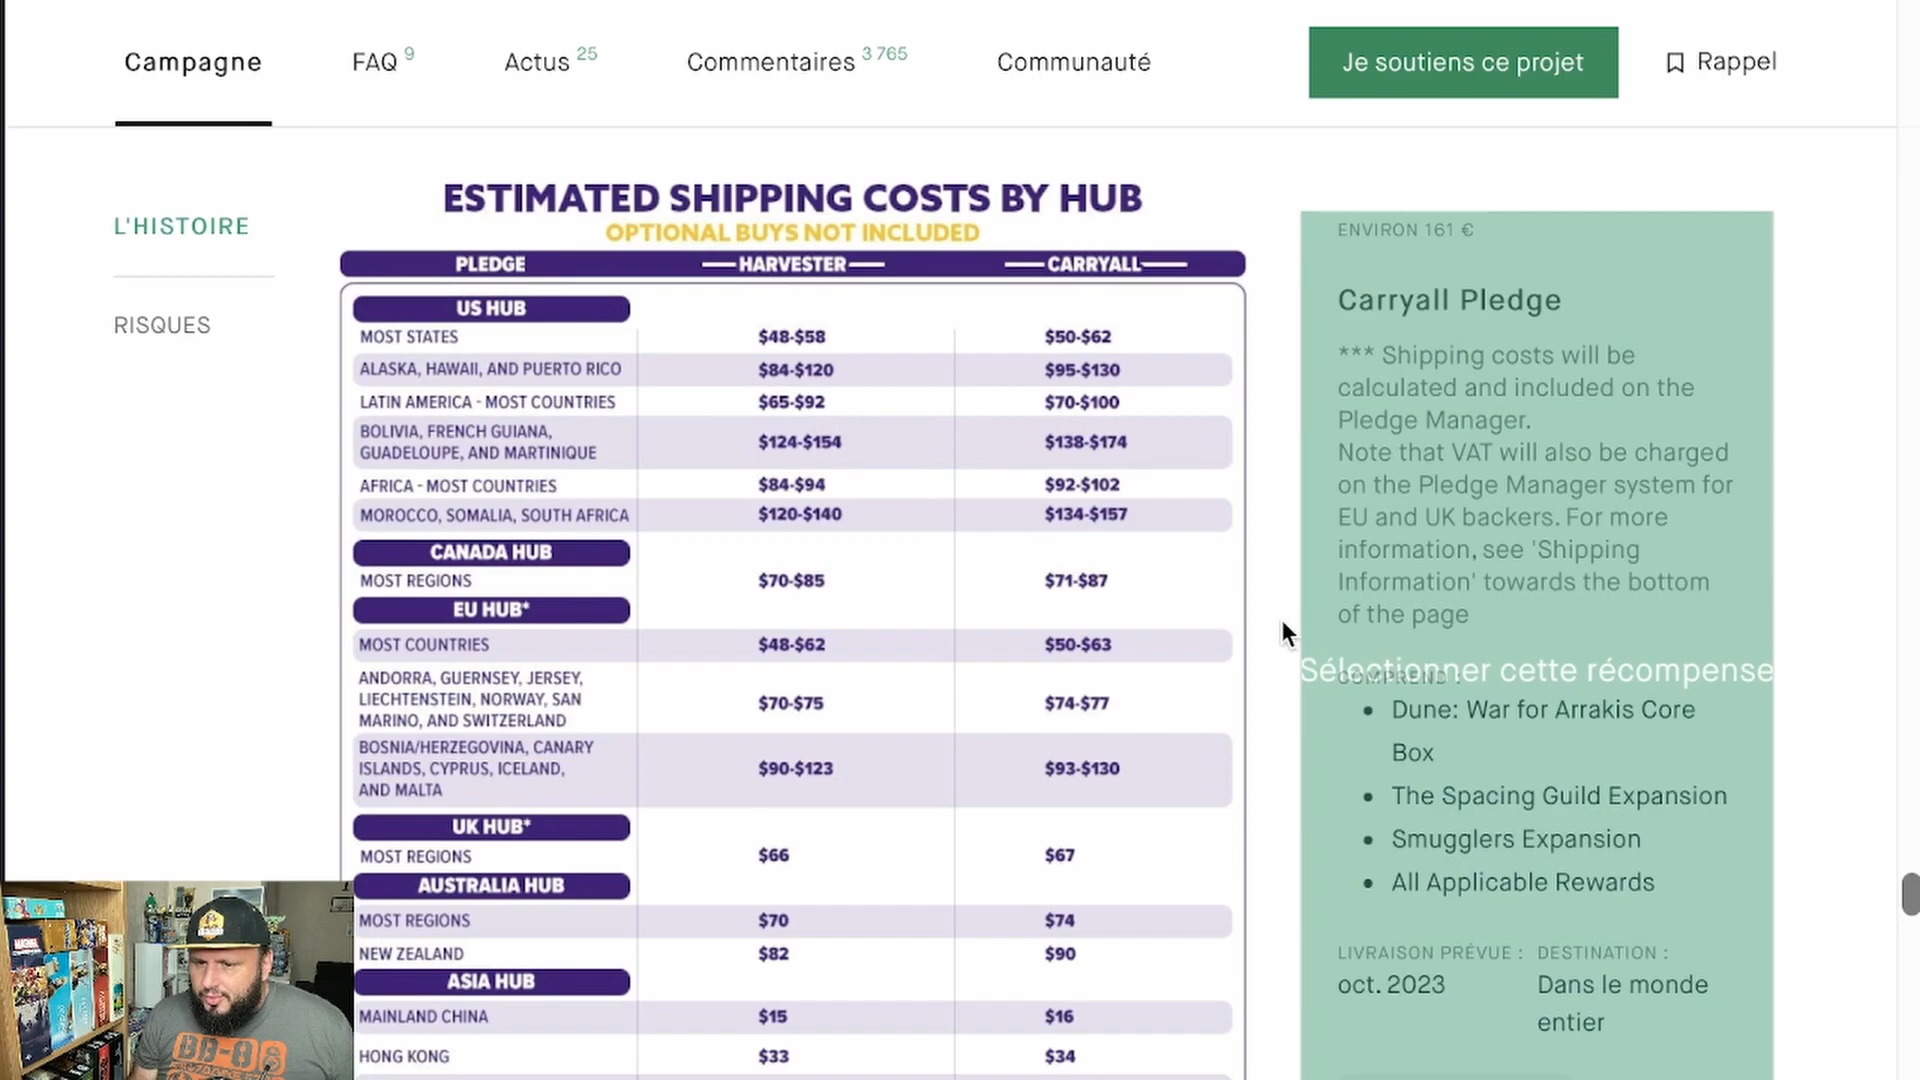 Campagne
FAQ 9
Actus 25
Commentaires 3 765
Communauté
Je soutiens ce projet
Rappel
L'HISTOIRE
RISQUES
ESTIMATED SHIPPING COSTS BY HUB
OPTIONAL BUYS NOT INCLUDED
PLEDGE HARVESTER CARRYALL
US HUB
MOST STATES $48-$58 $50-$62
ALASKA, HAWAII, AND PUERTO RICO $84-$120 $95-$130
LATIN AMERICA - MOST COUNTRIES $65-$92 $70-$100
BOLIVIA, FRENCH GUIANA,
GUADELOUPE, AND MARTINIQUE $124-$154 $138-$174
AFRICA - MOST COUNTRIES $84-$94 $92-$102
MOROCCO, SOMALIA, SOUTH AFRICA $120-$140 $134-$157
CANADA HUB
MOST REGIONS $70-$85 $71-$87
EU HUB*
MOST COUNTRIES $48-$62 $50-$63
ANDORRA, GUERNSEY, JERSEY,
LIECHTENSTEIN, NORWAY, SAN
MARINO, AND SWITZERLAND $70-$75 $74-$77
BOSNIA/HERZEGOVINA, CANARY
ISLANDS, CYPRUS, ICELAND,
AND MALTA $90-$123 $93-$130
UK HUB*
MOST REGIONS $66 $67
AUSTRALIA HUB
MOST REGIONS $70 $74
NEW ZEALAND $82 $90
ASIA HUB
MAINLAND CHINA $15 $16
HONG KONG $33 $34
ENVIRON 161 €
Carryall Pledge
*** Shipping costs will be
calculated and included on the
Pledge Manager.
Note that VAT will also be charged
on the Pledge Manager system for
EU and UK backers. For more
information, see 'Shipping
Information' towards the bottom
of the page
Sélectionner cette récompense
COMPREND :
• Dune: War for Arrakis Core
Box
• The Spacing Guild Expansion
• Smugglers Expansion
• All Applicable Rewards
LIVRAISON PRÉVUE : DESTINATION :
oct. 2023 Dans le monde
entier
MARVEL
BB-8